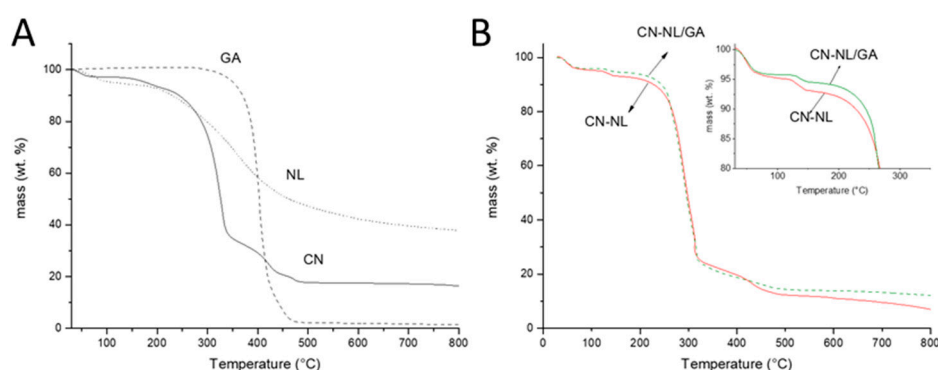 A
GA
NL
CN
mass (wt. %)
100
80
60
40
20
0
100 200 300 400 500 600 700 800
Temperature (°C)
B
CN-NL/GA
CN-NL
mass (wt. %)
100
80
60
40
20
0
0 100 200 300 400 500 600 700 800
Temperature (°C)
CN-NL/GA
CN-NL
mass (wt. %)
100
95
90
85
80
100 200 300
Temperature (°C)